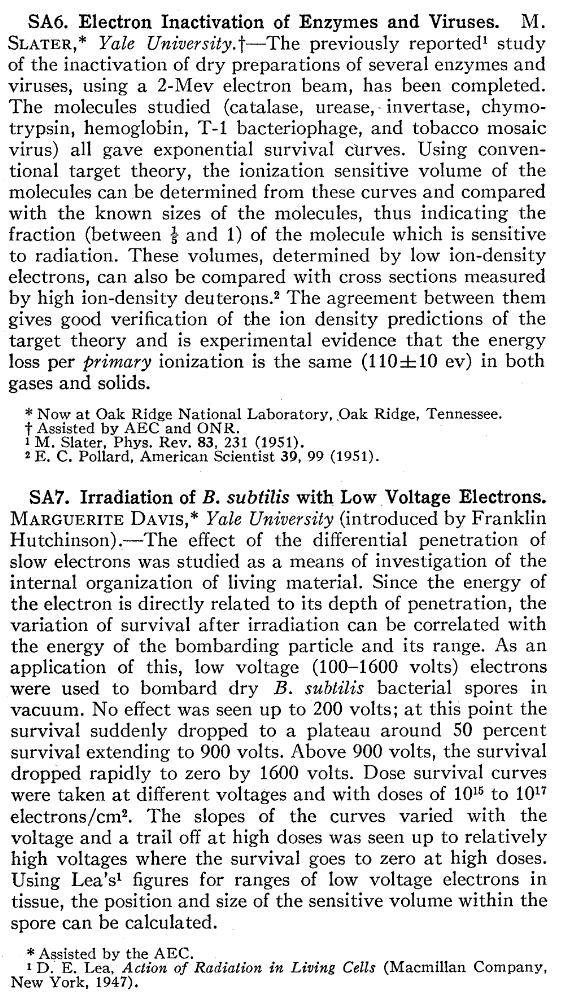 SA6. Electron Inactivation of Enzymes and Viruses. M.
SLATER,* Yale University.†—The previously reported¹ study
of the inactivation of dry preparations of several enzymes and
viruses, using a 2-Mev electron beam, has been completed.
The molecules studied (catalase, urease, invertase, chymo-
trypsin, hemoglobin, T-1 bacteriophage, and tobacco mosaic
virus) all gave exponential survival curves. Using conven-
tional target theory, the ionization sensitive volume of the
molecules can be determined from these curves and compared
with the known sizes of the molecules, thus indicating the
fraction (between ⅓ and 1) of the molecule which is sensitive
to radiation. These volumes, determined by low ion-density
electrons, can also be compared with cross sections measured
by high ion-density deuterons.² The agreement between them
gives good verification of the ion density predictions of the
target theory and is experimental evidence that the energy
loss per primary ionization is the same (110±10 ev) in both
gases and solids.
* Now at Oak Ridge National Laboratory, Oak Ridge, Tennessee.
† Assisted by AEC and ONR.
¹ M. Slater, Phys. Rev. 83, 231 (1951).
² E. C. Pollard, American Scientist 39, 99 (1951).
SA7. Irradiation of B. subtilis with Low Voltage Electrons.
MARGUERITE DAVIS,* Yale University (introduced by Franklin
Hutchinson).—The effect of the differential penetration of
slow electrons was studied as a means of investigation of the
internal organization of living material. Since the energy of
the electron is directly related to its depth of penetration, the
variation of survival after irradiation can be correlated with
the energy of the bombarding particle and its range. As an
application of this, low voltage (100–1600 volts) electrons
were used to bombard dry B. subtilis bacterial spores in
vacuum. No effect was seen up to 200 volts; at this point the
survival suddenly dropped to a plateau around 50 percent
survival extending to 900 volts. Above 900 volts, the survival
dropped rapidly to zero by 1600 volts. Dose survival curves
were taken at different voltages and with doses of 10¹⁵ to 10¹⁷
electrons/cm². The slopes of the curves varied with the
voltage and a trail off at high doses was seen up to relatively
high voltages where the survival goes to zero at high doses.
Using Lea's¹ figures for ranges of low voltage electrons in
tissue, the position and size of the sensitive volume within the
spore can be calculated.
* Assisted by the AEC.
¹ D. E. Lea, Action of Radiation in Living Cells (Macmillan Company,
New York, 1947).